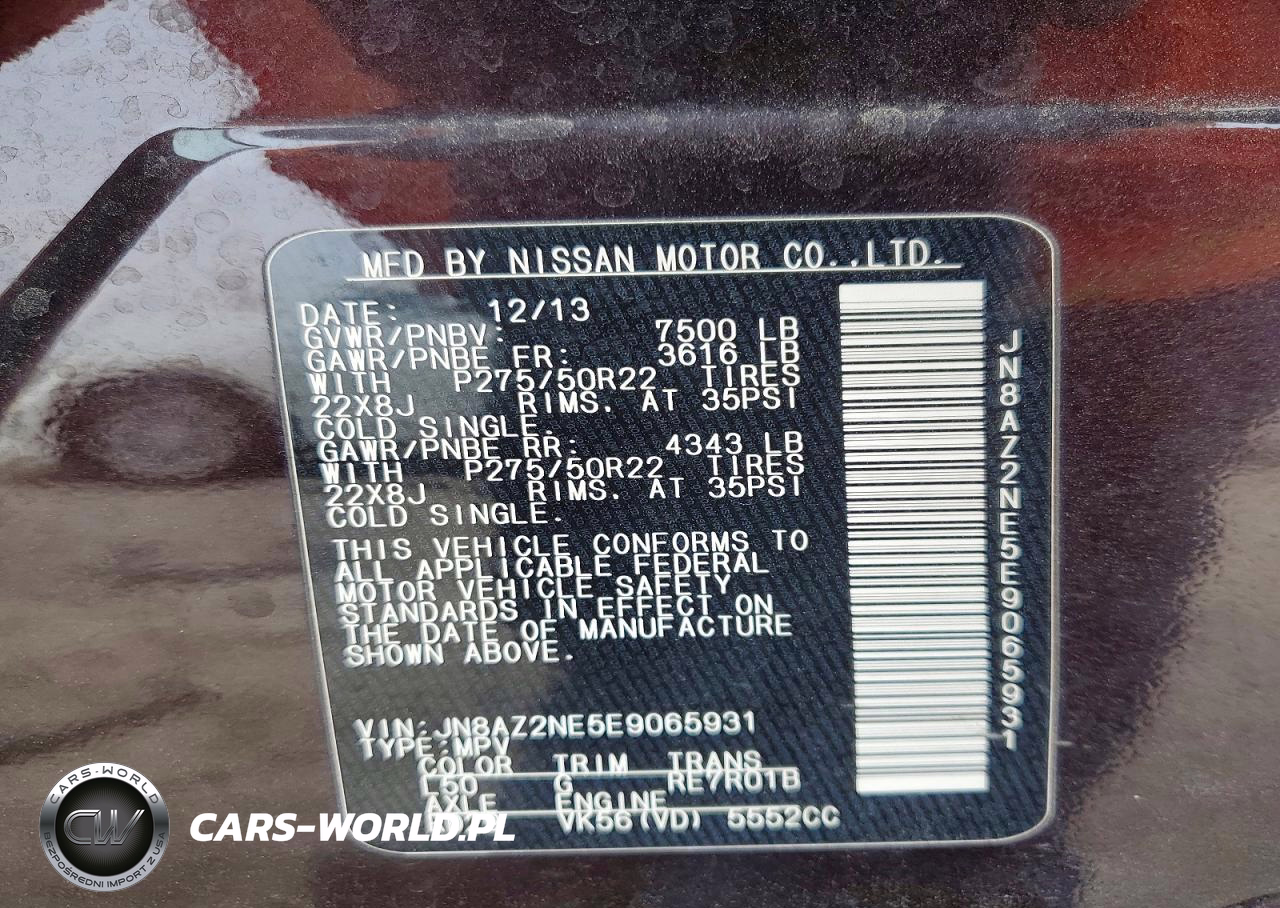 MFD BY NISSAN MOTOR CO.,LTD.
DATE: 12/13
GVWR/PNBV: 7500 LB
GAWR/PNBE FR: 3616 LB
WITH P275/50R22 TIRES
22X8J RIMS. AT 35PSI
COLD SINGLE.
GAWR/PNBE RR: 4343 LB
WITH P275/50R22 TIRES
22X8J RIMS. AT 35PSI
COLD SINGLE.
THIS VEHICLE CONFORMS TO
ALL APPLICABLE FEDERAL
MOTOR VEHICLE SAFETY
STANDARDS IN EFFECT ON
THE DATE OF MANUFACTURE
SHOWN ABOVE.
VIN:JN8AZ2NE5E9065931
TYPE:MPV
COLOR TRIM TRANS
L50 G RE7R01B
AXLE ENGINE
VK56(VD) 5552CC
JN8AZ2NE5E9065931
CARS-WORLD
CW
BEZPOŚREDNI IMPORT Z USA
CARS-WORLD.PL